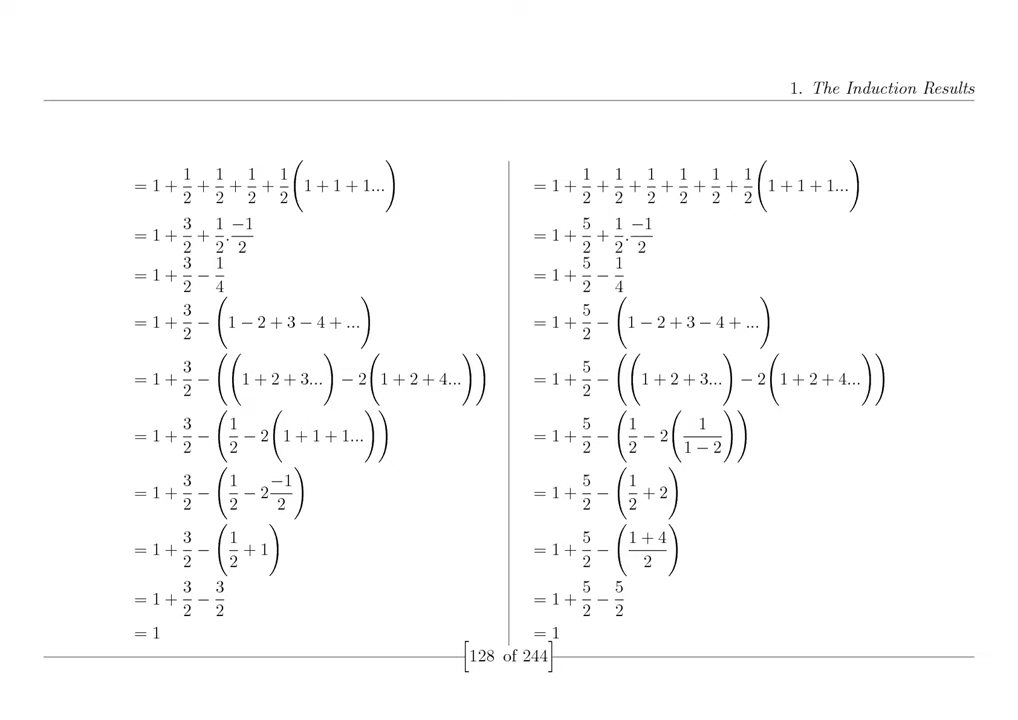 1. The Induction Results
= 1 + 1/2 + 1/2 + 1/2 + 1/2(1 + 1 + 1...)
= 1 + 3/2 + 1/2 . −1/2
= 1 + 3/2 − 1/4
= 1 + 3/2 − (1 − 2 + 3 − 4 + ...)
= 1 + 3/2 − ((1 + 2 + 3...) − 2(1 + 2 + 4...))
= 1 + 3/2 − (1/2 − 2(1 + 1 + 1...))
= 1 + 3/2 − (1/2 − 2 −1/2)
= 1 + 3/2 − (1/2 + 1)
= 1 + 3/2 − 3/2
= 1
= 1 + 1/2 + 1/2 + 1/2 + 1/2 + 1/2 + 1/2(1 + 1 + 1...)
= 1 + 5/2 + 1/2 . −1/2
= 1 + 5/2 − 1/4
= 1 + 5/2 − (1 − 2 + 3 − 4 + ...)
= 1 + 5/2 − ((1 + 2 + 3...) − 2(1 + 2 + 4...))
= 1 + 5/2 − (1/2 − 2(1/(1 − 2)))
= 1 + 5/2 − (1/2 + 2)
= 1 + 5/2 − ((1 + 4)/2)
= 1 + 5/2 − 5/2
= 1
[128 of 244]